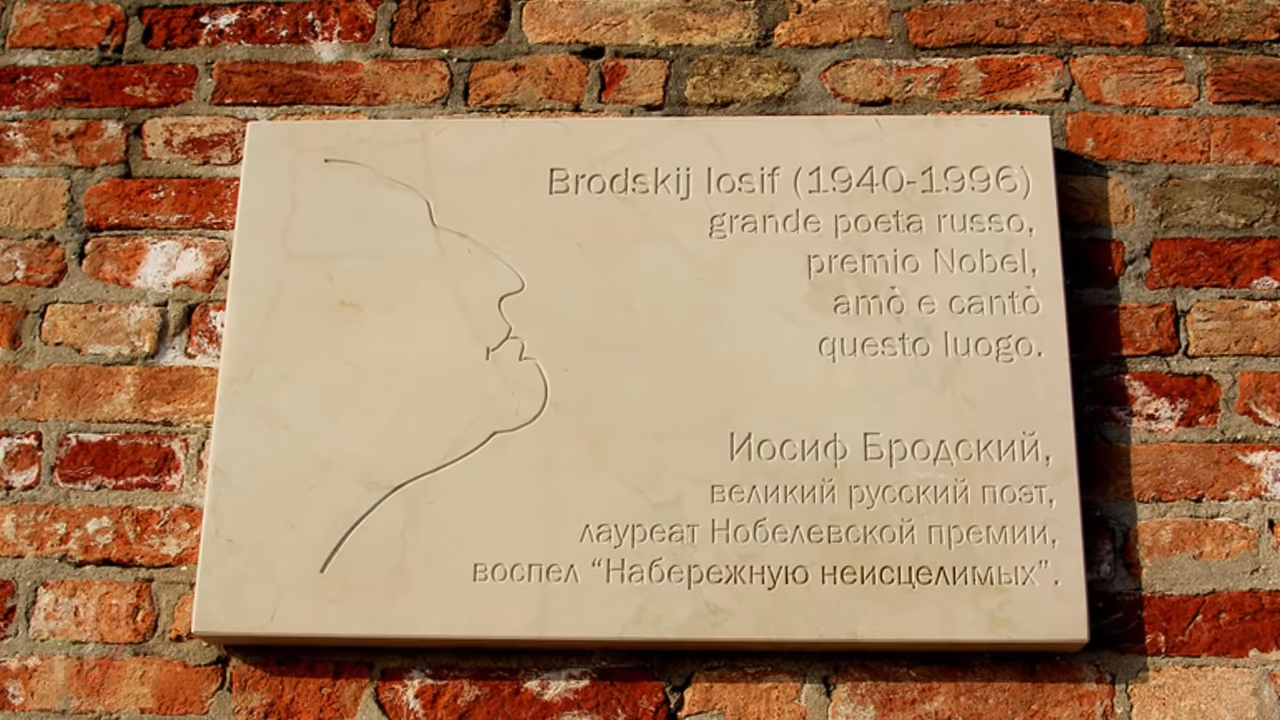 Brodskij Iosif (1940-1996)
grande poeta russo,
premio Nobel,
amò e cantò
questo luogo.
Иосиф Бродский,
великий русский поэт,
лауреат Нобелевской премии,
воспел “Набережную неисцелимых”.